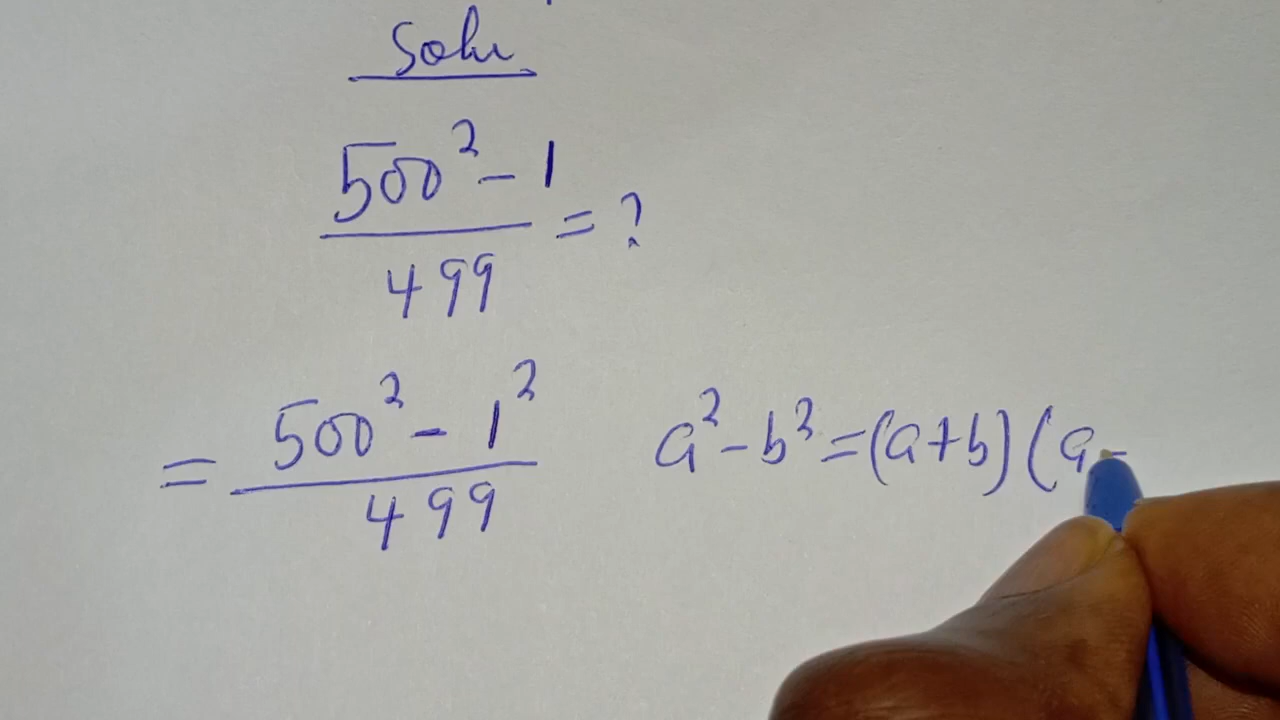 Soln
500² - 1
499
= ?
= 500² - 1²
499
a² - b² = (a+b)(a-